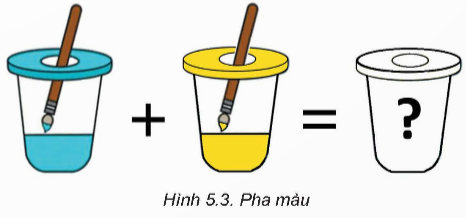 + = ?
Hình 5.3. Pha màu